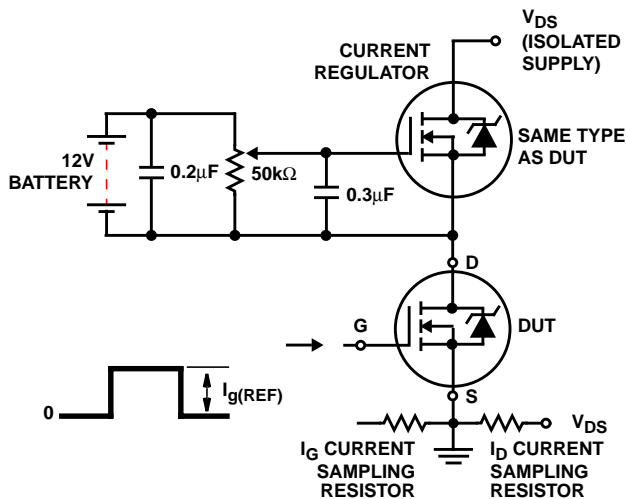 V_DS
(ISOLATED
SUPPLY)
CURRENT
REGULATOR
SAME TYPE
AS DUT
12V
BATTERY
0.2μF
50kΩ
0.3μF
D
G
DUT
0
I_g(REF)
S
V_DS
I_G CURRENT
SAMPLING
RESISTOR
I_D CURRENT
SAMPLING
RESISTOR